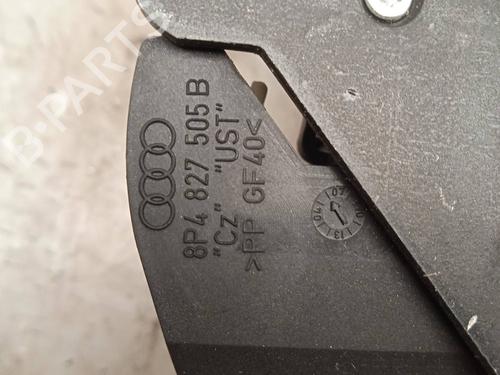 B-PARTS
8P4 827 505 B
"Cz" "UST"
>PP GF40<